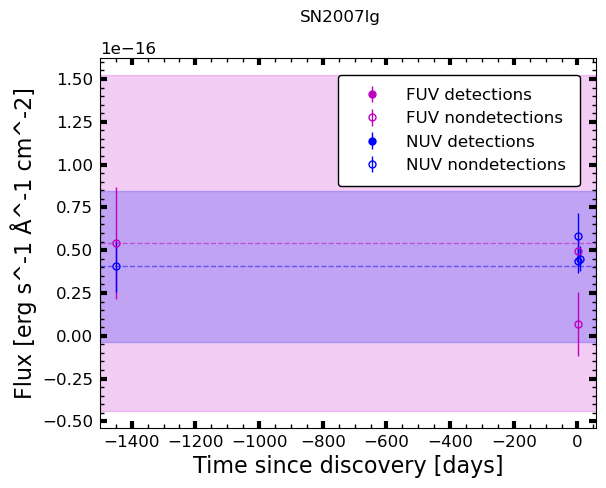 SN2007lg
1e−16
FUV detections
FUV nondetections
NUV detections
NUV nondetections
1.50
1.25
1.00
0.75
0.50
0.25
0.00
−0.25
−0.50
Flux [erg s^-1 Å^-1 cm^-2]
−1400 −1200 −1000 −800 −600 −400 −200 0
Time since discovery [days]